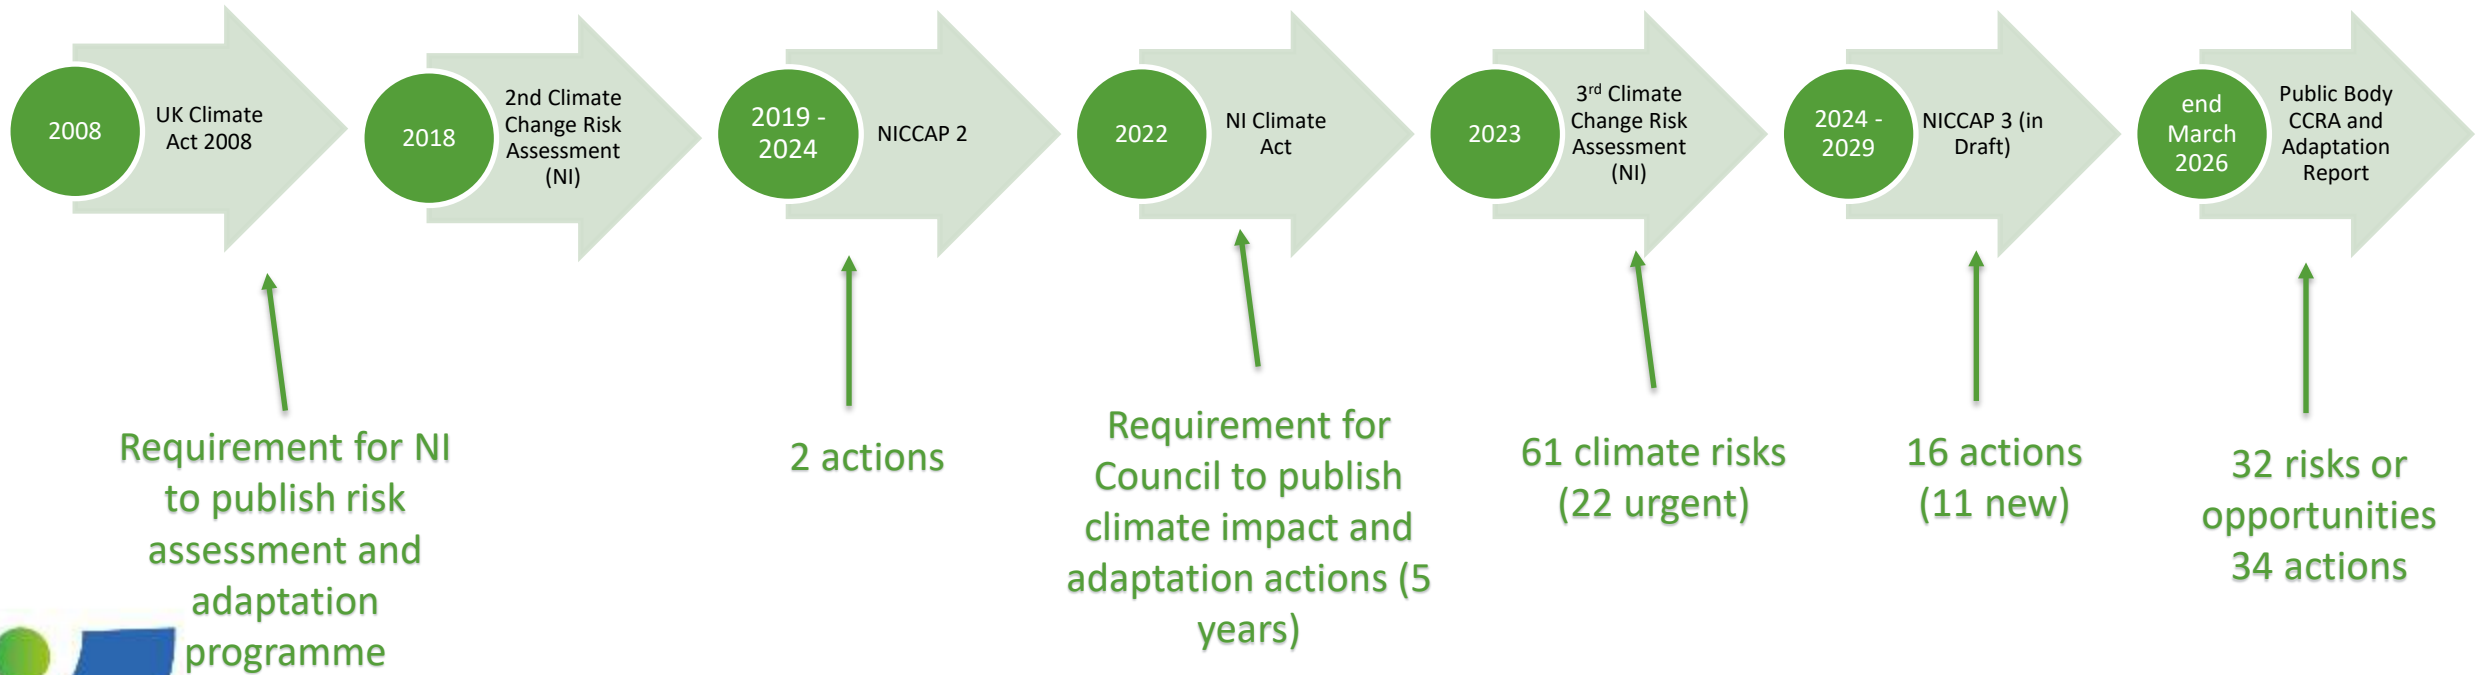 2008
UK Climate
Act 2008
2018
2nd Climate
Change Risk
Assessment
(NI)
2019 -
2024
NICCAP 2
2022
NI Climate
Act
2023
3rd Climate
Change Risk
Assessment
(NI)
2024 -
2029
NICCAP 3 (in
Draft)
end
March
2026
Public Body
CCRA and
Adaptation
Report
Requirement for NI
to publish risk
assessment and
adaptation
programme
2 actions
Requirement for
Council to publish
climate impact and
adaptation actions (5
years)
61 climate risks
(22 urgent)
16 actions
(11 new)
32 risks or
opportunities
34 actions